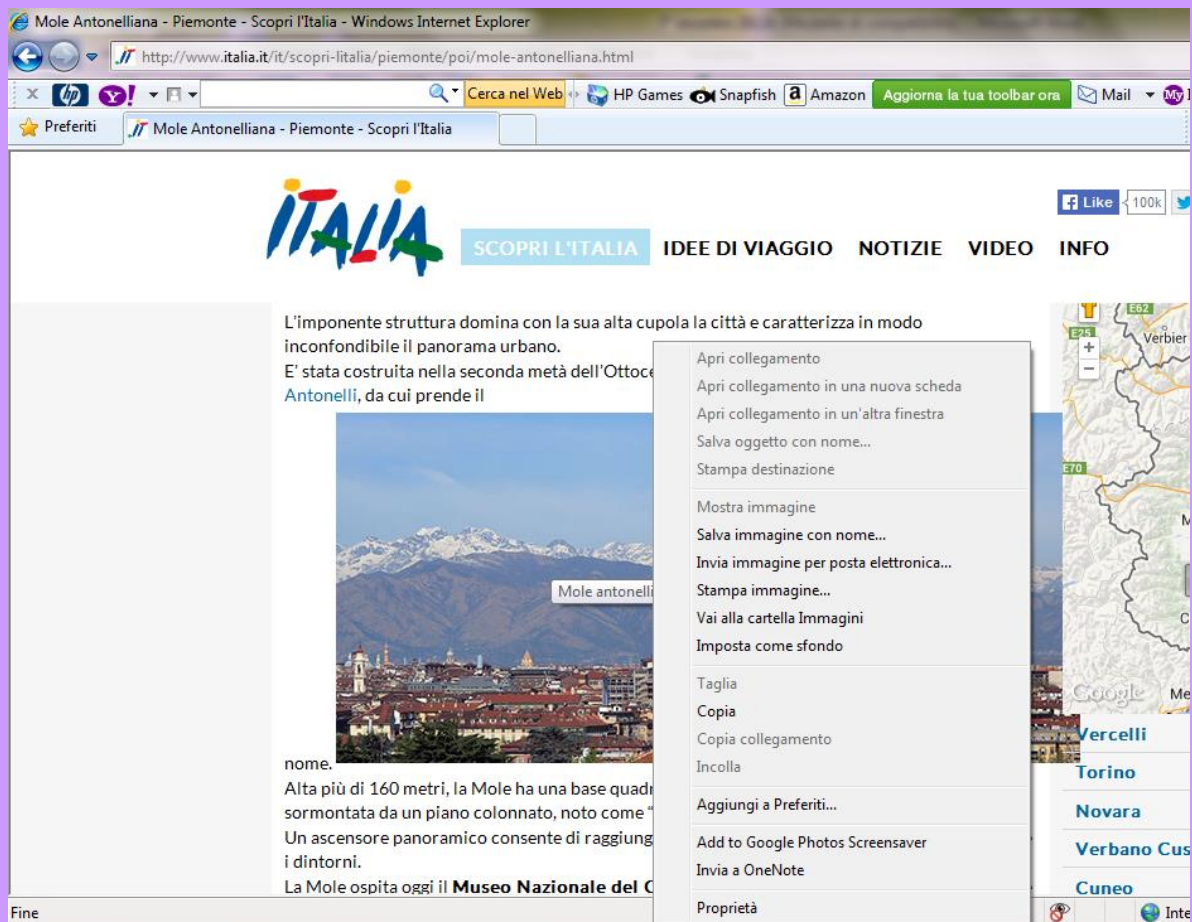 Mole Antonelliana - Piemonte - Scopri l'Italia - Windows Internet Explorer
http://www.italia.it/it/scopri-litalia/piemonte/poi/mole-antonelliana.html
hp Y! Cerca nel Web HP Games Snapfish a Amazon Aggiorna la tua toolbar ora Mail My
Preferiti Mole Antonelliana - Piemonte - Scopri l'Italia
ITALIA
Like 100k
SCOPRI L'ITALIA IDEE DI VIAGGIO NOTIZIE VIDEO INFO
L'imponente struttura domina con la sua alta cupola la città e caratterizza in modo
inconfondibile il panorama urbano.
E' stata costruita nella seconda metà dell'Ottoce
Antonelli, da cui prende il
Mole antonelli
nome.
Alta più di 160 metri, la Mole ha una base quadr
sormontata da un piano colonnato, noto come "
Un ascensore panoramico consente di raggiung
i dintorni.
La Mole ospita oggi il Museo Nazionale del C
Apri collegamento
Apri collegamento in una nuova scheda
Apri collegamento in un'altra finestra
Salva oggetto con nome...
Stampa destinazione
Mostra immagine
Salva immagine con nome...
Invia immagine per posta elettronica...
Stampa immagine...
Vai alla cartella Immagini
Imposta come sfondo
Taglia
Copia
Copia collegamento
Incolla
Aggiungi a Preferiti...
Add to Google Photos Screensaver
Invia a OneNote
Proprietà
E62
E25
Verbier
+
−
E70
Google
Me
Vercelli
Torino
Novara
Verbano Cus
Cuneo
Fine
Inte